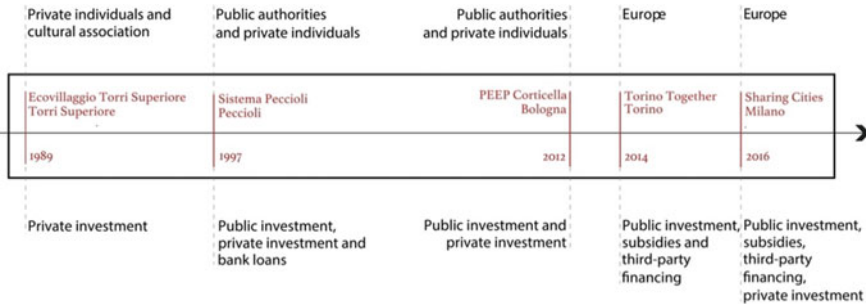 Private individuals and
cultural association
Public authorities
and private individuals
Public authorities
and private individuals
Europe
Europe
Ecovillaggio Torri Superiore
Torri Superiore
Sistema Peccioli
Peccioli
PEEP Corticella
Bologna
Torino Together
Torino
Sharing Cities
Milano
1989
1997
2012
2014
2016
Private investment
Public investment,
private investment and
bank loans
Public investment and
private investment
Public investment,
subsidies and
third-party
financing
Public investment,
subsidies,
third-party
financing,
private investment